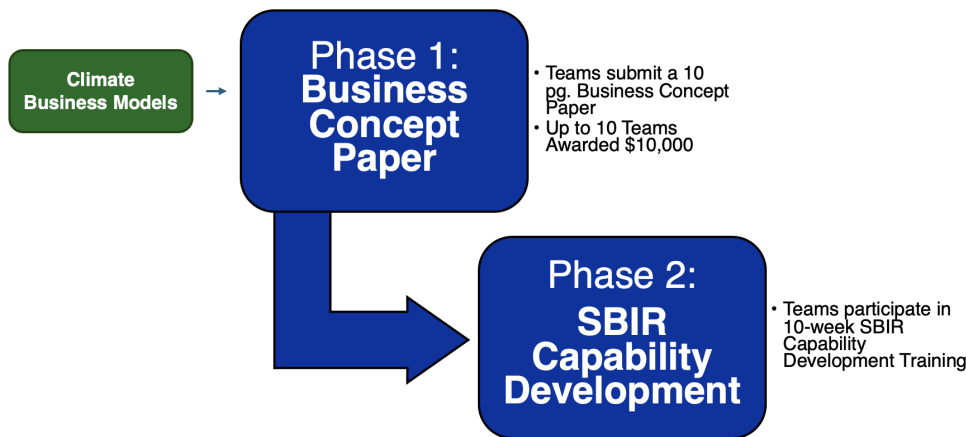 Climate
Business Models
Phase 1:
Business
Concept
Paper
• Teams submit a 10
pg. Business Concept
Paper
• Up to 10 Teams
Awarded $10,000
Phase 2:
SBIR
Capability
Development
• Teams participate in
10-week SBIR
Capability
Development Training